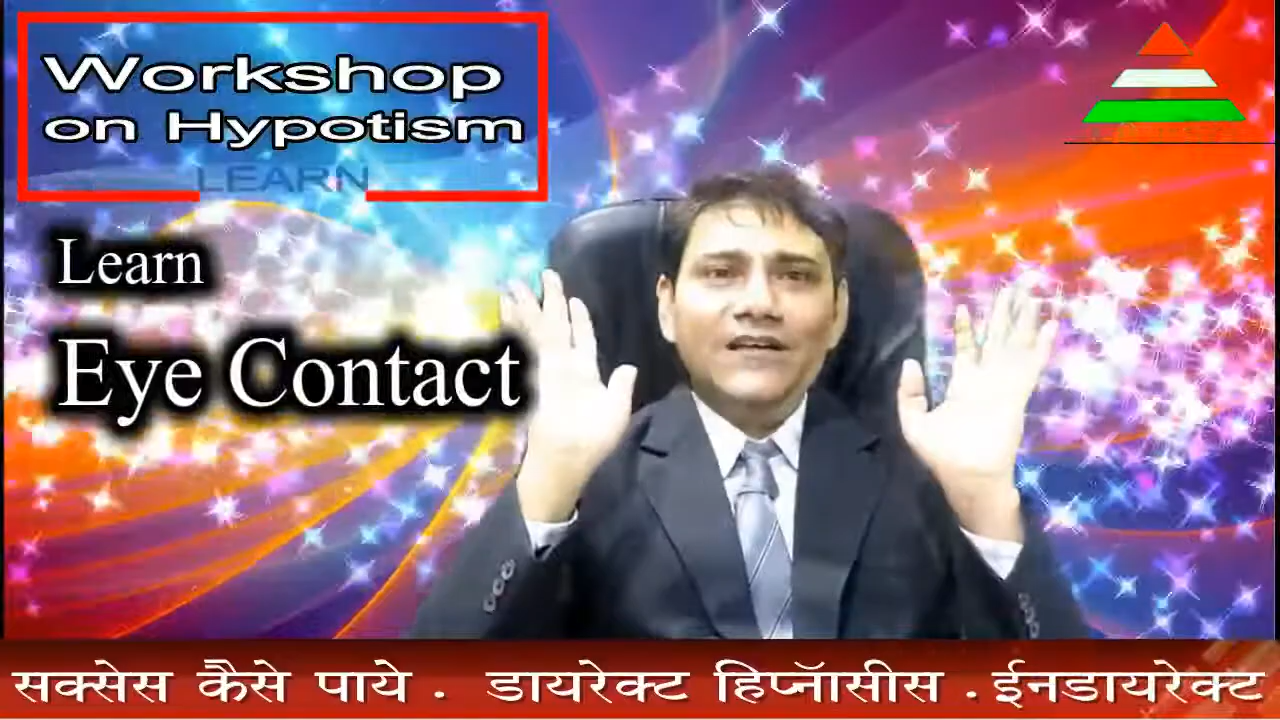 Workshop
on Hypotism
LEARN
Learn
Eye Contact
सक्सेस कैसे पाये . डायरेक्ट हिप्नॉसीस . ईनडायरेक्ट